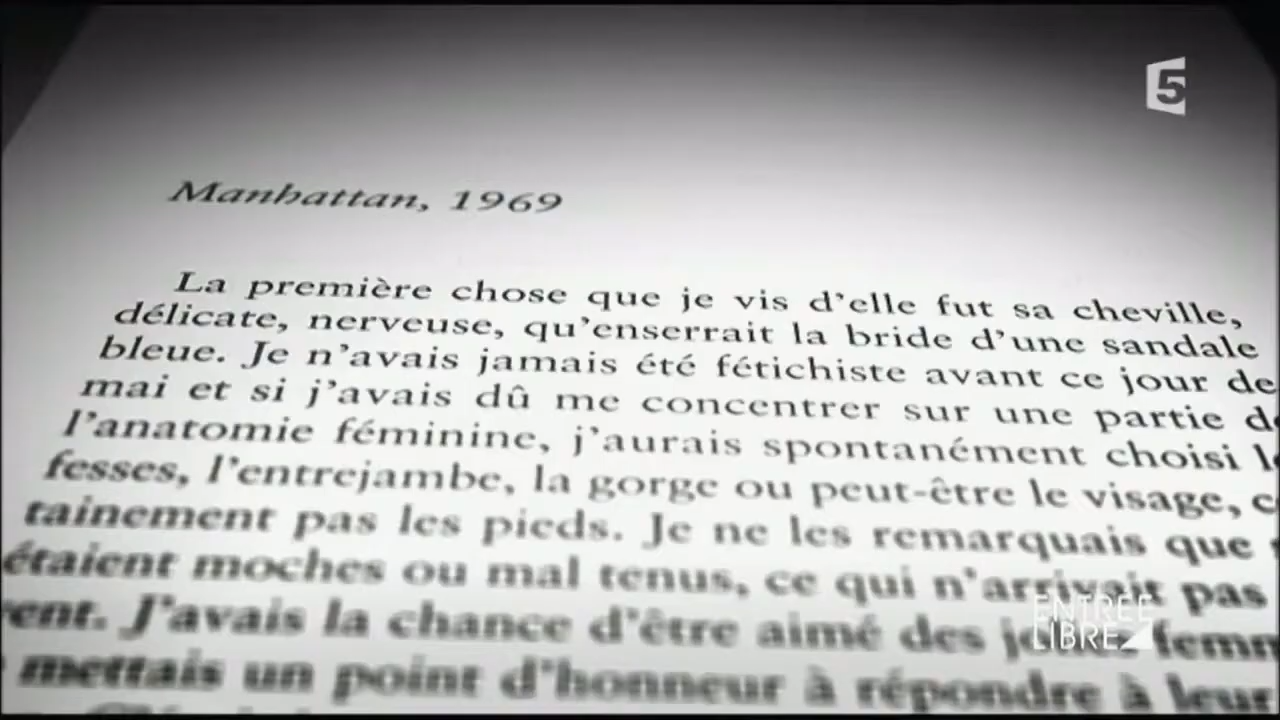 5
Manhattan, 1969
La première chose que je vis d'elle fut sa cheville,
délicate, nerveuse, qu'enserrait la bride d'une sandale
bleue. Je n'avais jamais été fétichiste avant ce jour de
mai et si j'avais dû me concentrer sur une partie de
l'anatomie féminine, j'aurais spontanément choisi
fesses, l'entrejambe, la gorge ou peut-être le visage,
tainement pas les pieds. Je ne les remarquais que
étaient moches ou mal tenus, ce qui n'arrivait pas
J'avais la chance d'être aimé des
mettais un point d'honneur à répondre à leur
ENTRÉE
LIBRE